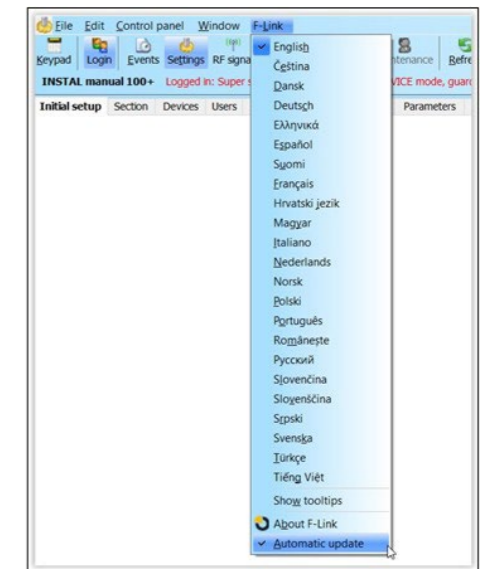 File Edit Control panel Window F-Link
Keypad Login Events Settings RF signa ntenance Refre
INSTAL manual 100+ Logged in: Super s VICE mode, guard
Initial setup Section Devices Users Parameters
English
Čeština
Dansk
Deutsch
Ελληνικά
Español
Suomi
Français
Hrvatski jezik
Magyar
Italiano
Nederlands
Norsk
Polski
Português
Românește
Русский
Slovenčina
Slovenščina
Srpski
Svenska
Türkçe
Tiếng Việt
Show tooltips
About F-Link
Automatic update